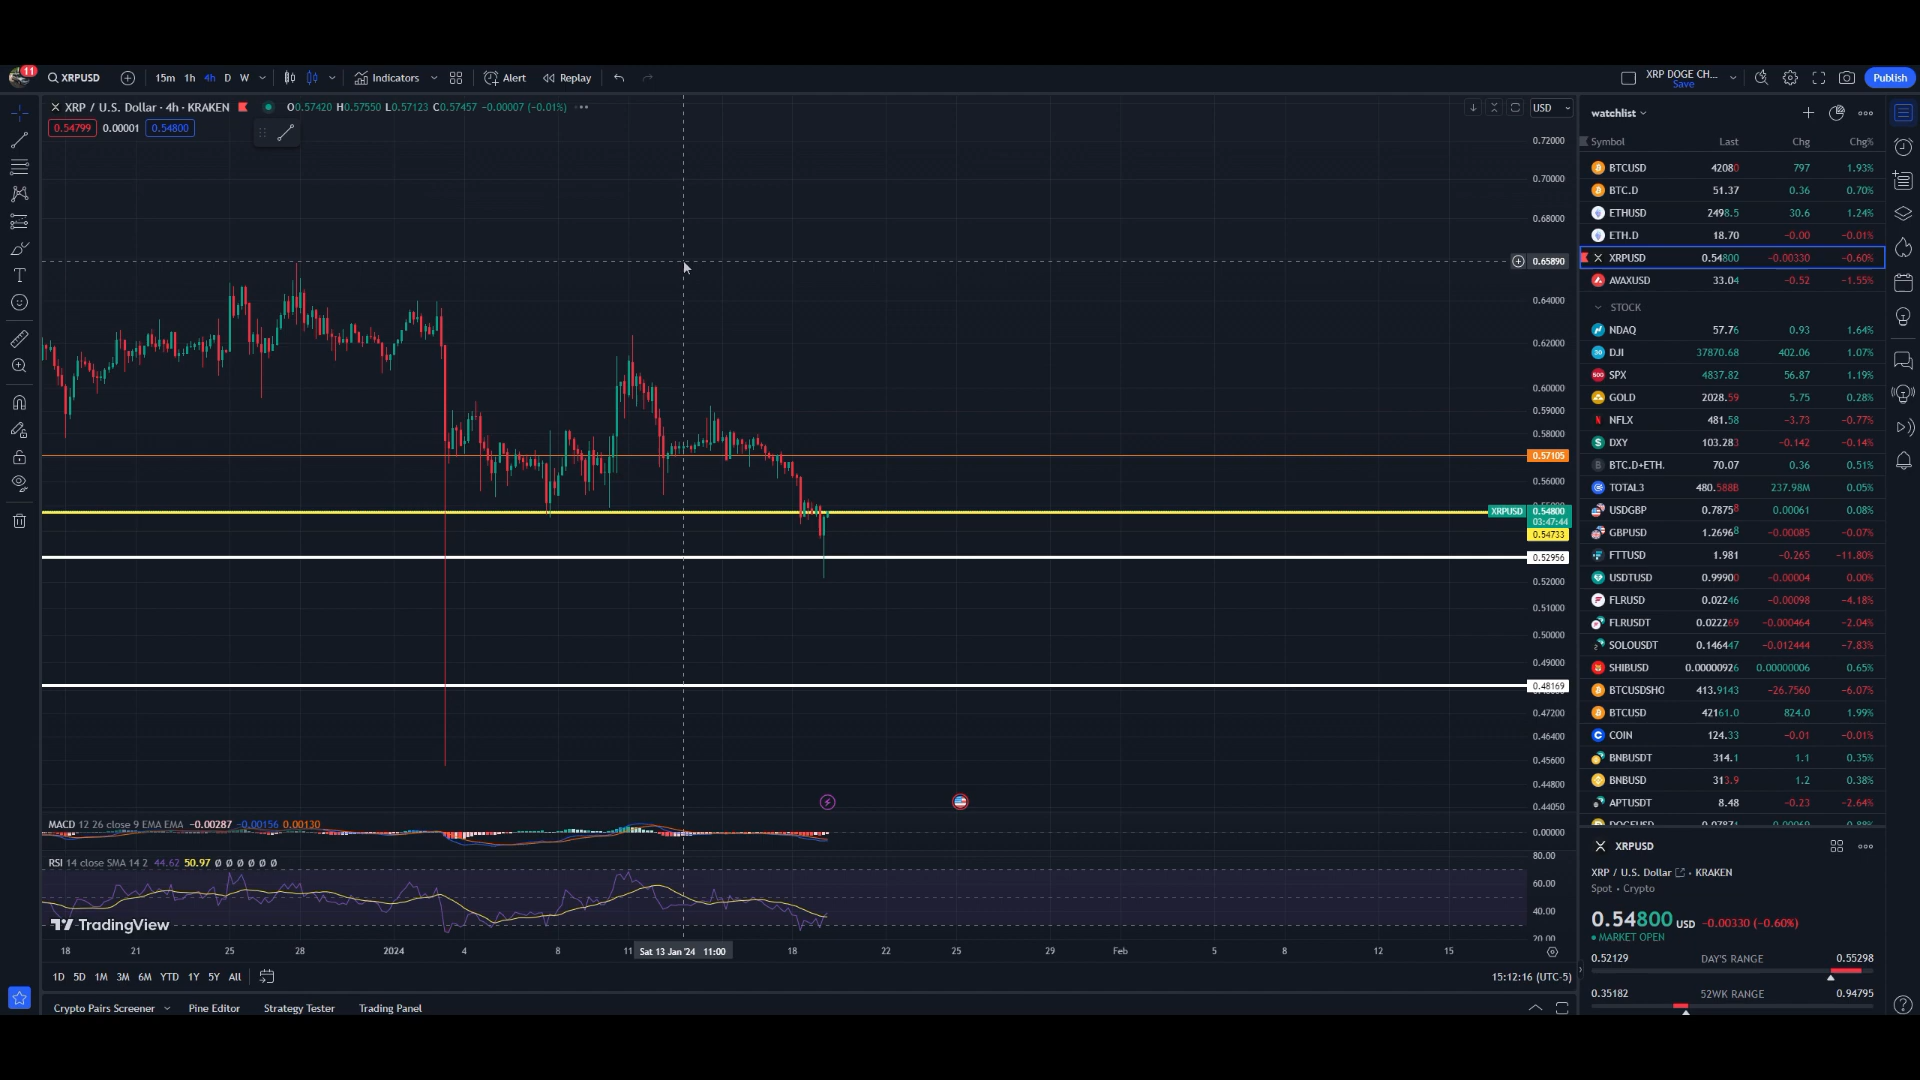 11
XRPUSD 15m 1h 4h D W Indicators Alert Replay
XRP DOGE CH... Save Publish
XRP / U.S. Dollar · 4h · KRAKEN O0.57420 H0.57550 L0.57123 C0.57457 −0.00007 (−0.01%)
0.54799 0.00001 0.54800
USD
0.72000
0.70000
0.68000
0.65890
0.64000
0.62000
0.60000
0.59000
0.58000
0.57105
0.56000
XRPUSD 0.54800
03:47:44
0.54733
0.52956
0.52000
0.51000
0.50000
0.49000
0.48169
0.47200
0.46400
0.45600
0.44800
0.44050
MACD 12 26 close 9 EMA EMA −0.00287 −0.00156 0.00130
0.00000
RSI 14 close SMA 14 2 44.62 50.97 Ø Ø Ø Ø Ø Ø
80.00
60.00
40.00
20.00
TradingView
18 21 25 28 2024 4 8 11 Sat 13 Jan '24 11:00 18 22 25 29 Feb 5 8 12 15
1D 5D 1M 3M 6M YTD 1Y 5Y All
15:12:16 (UTC-5)
Crypto Pairs Screener Pine Editor Strategy Tester Trading Panel
watchlist
Symbol Last Chg Chg%
BTCUSD 42080 797 1.93%
BTC.D 51.37 0.36 0.70%
ETHUSD 2498.5 30.6 1.24%
ETH.D 18.70 −0.00 −0.01%
XRPUSD 0.54800 −0.00330 −0.60%
AVAXUSD 33.04 −0.52 −1.55%
STOCK
NDAQ 57.76 0.93 1.64%
DJI 37870.68 402.06 1.07%
SPX 4837.82 56.87 1.19%
GOLD 2028.59 5.75 0.28%
NFLX 481.58 −3.73 −0.77%
DXY 103.283 −0.142 −0.14%
BTC.D+ETH. 70.07 0.36 0.51%
TOTAL3 480.588B 237.98M 0.05%
USDGBP 0.78758 0.00061 0.08%
GBPUSD 1.26968 −0.00085 −0.07%
FTTUSD 1.981 −0.265 −11.80%
USDTUSD 0.99900 −0.00004 0.00%
FLRUSD 0.02246 −0.00098 −4.18%
FLRUSDT 0.022269 −0.000464 −2.04%
SOLOUSDT 0.146447 −0.012444 −7.83%
SHIBUSD 0.00000926 0.00000006 0.65%
BTCUSDSHO 413.9143 −26.7560 −6.07%
BTCUSD 42161.0 824.0 1.99%
COIN 124.33 −0.01 −0.01%
BNBUSDT 314.1 1.1 0.35%
BNBUSD 313.9 1.2 0.38%
APTUSDT 8.48 −0.23 −2.64%
XRPUSD
XRP / U.S. Dollar · KRAKEN
Spot · Crypto
0.54800 USD −0.00330 (−0.60%)
MARKET OPEN
0.52129 DAY'S RANGE 0.55298
0.35182 52WK RANGE 0.94795